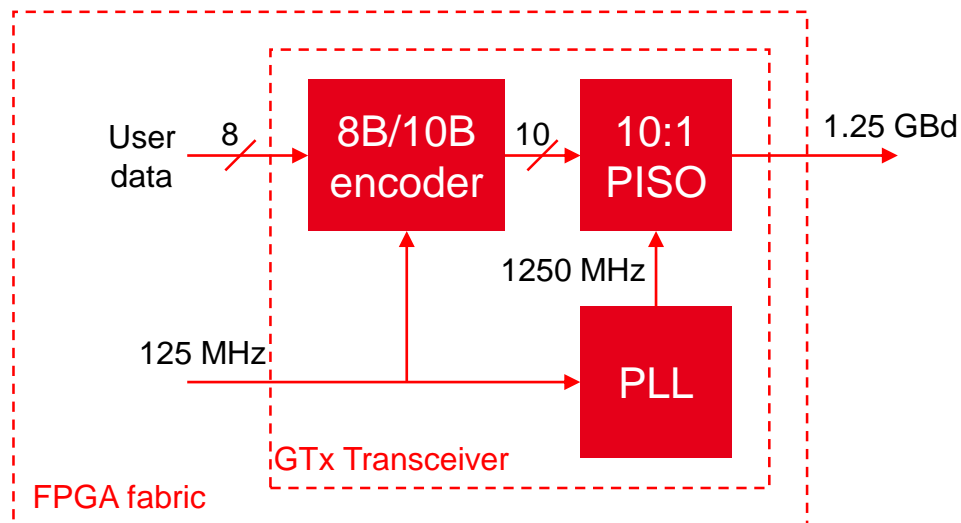 User
data
8
8B/10B
encoder
10
10:1
PISO
1.25 GBd
1250 MHz
125 MHz
PLL
GTx Transceiver
FPGA fabric